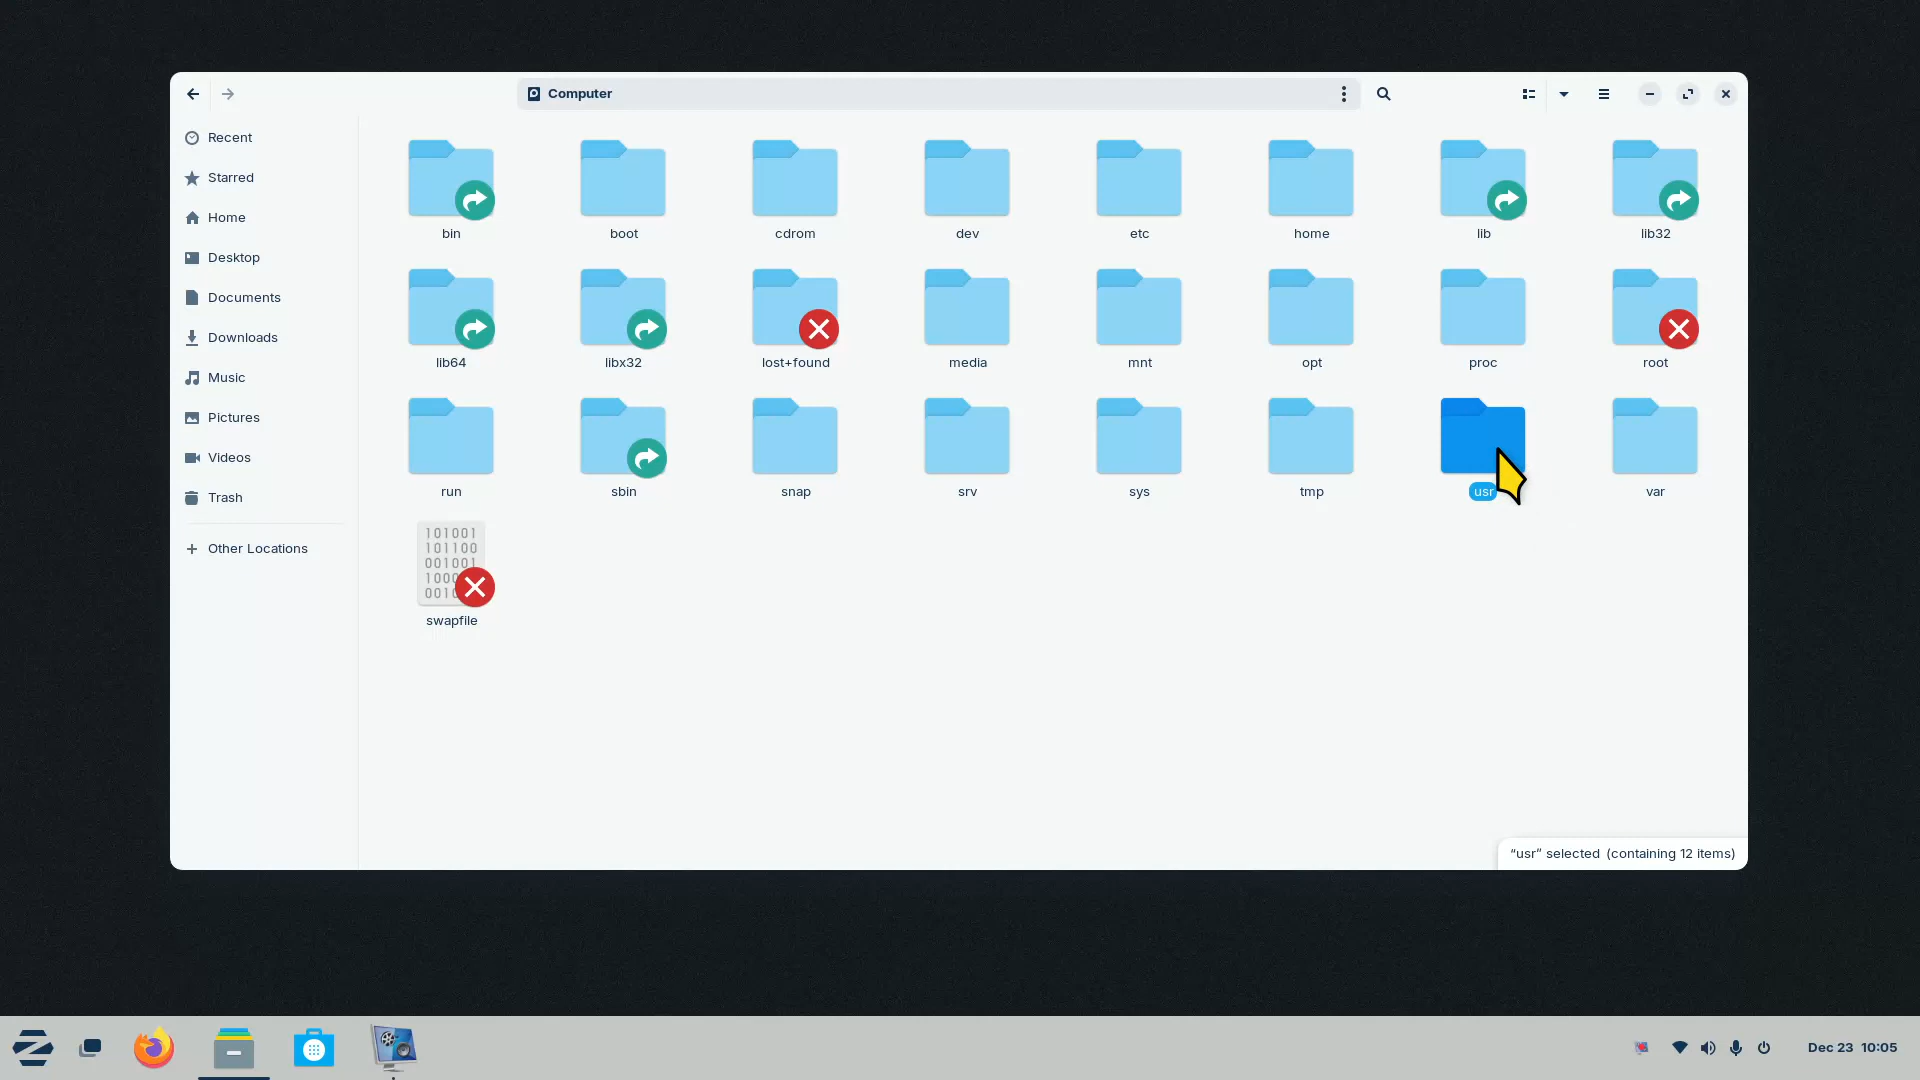 Computer
Recent
Starred
Home
Desktop
Documents
Downloads
Music
Pictures
Videos
Trash
Other Locations
bin boot cdrom dev etc home lib lib32
lib64 libx32 lost+found media mnt opt proc root
run sbin snap srv sys tmp usr var
101001
101100
001001
swapfile
“usr” selected (containing 12 items)
Dec 23 10:05